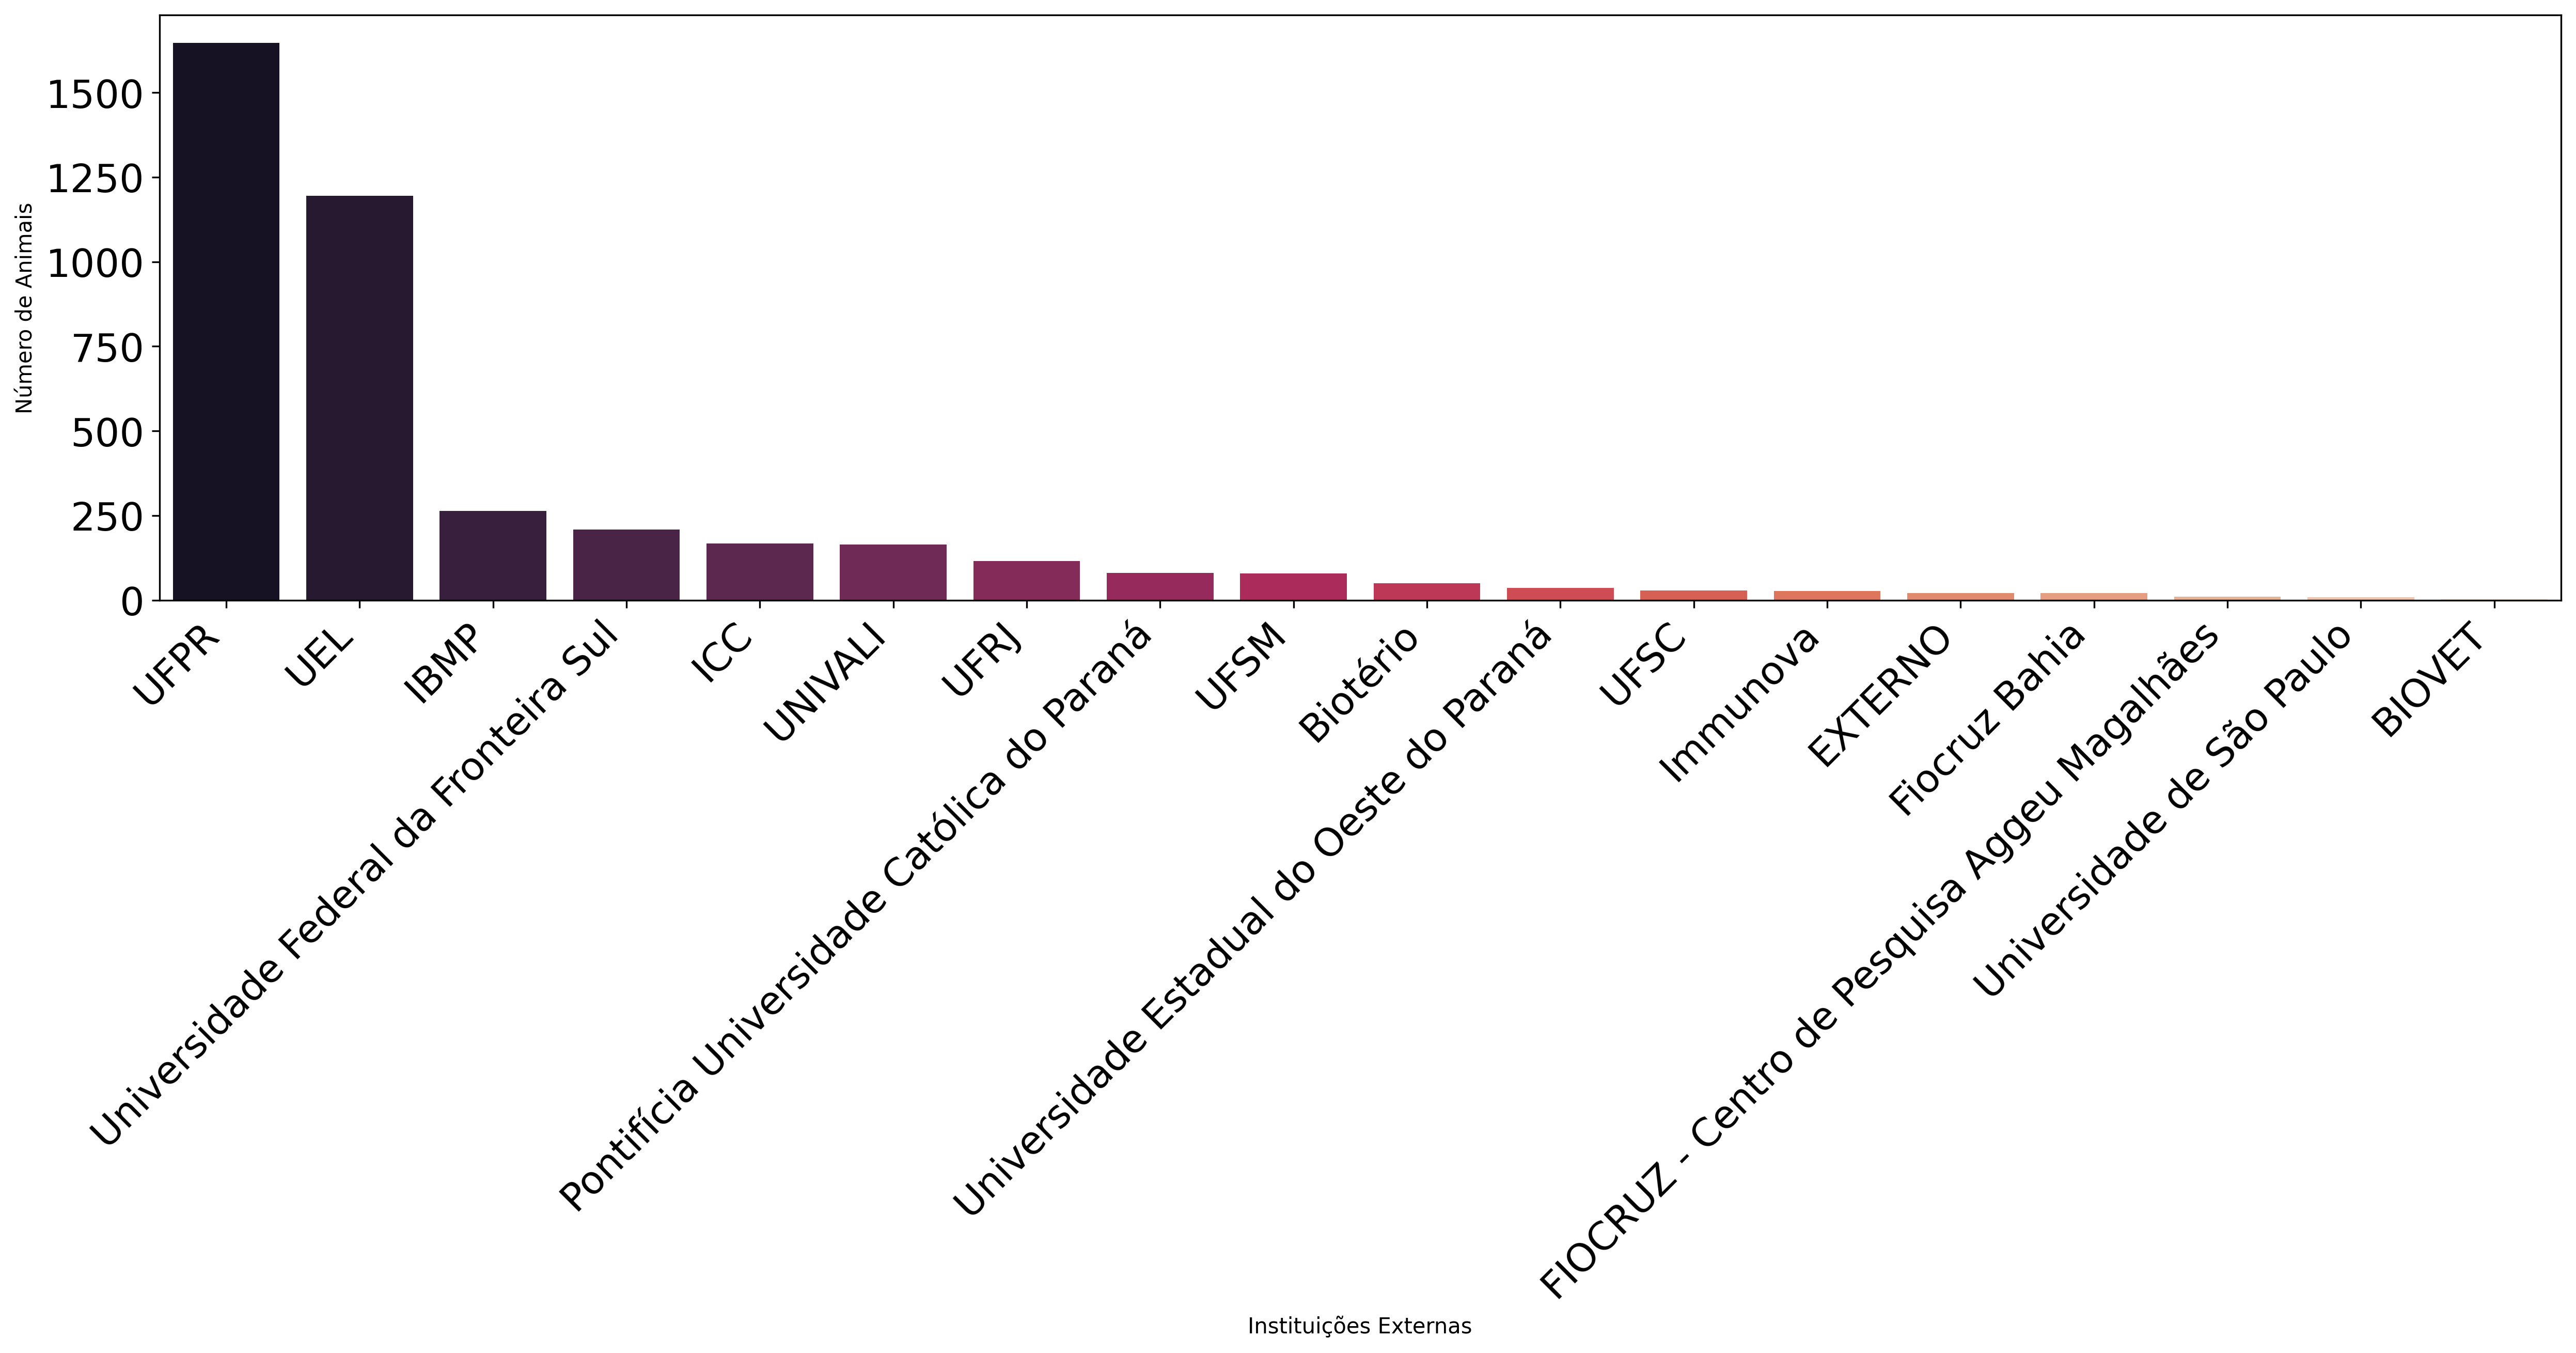 Número de Animais
1500
1250
1000
750
500
250
0
UFPR
UEL
IBMP
Universidade Federal da Fronteira Sul
ICC
UNIVALI
UFRJ
Pontifícia Universidade Católica do Paraná
UFSM
Biotério
Universidade Estadual do Oeste do Paraná
UFSC
Immunova
EXTERNO
Fiocruz Bahia
FIOCRUZ - Centro de Pesquisa Aggeu Magalhães
Universidade de São Paulo
BIOVET
Instituições Externas